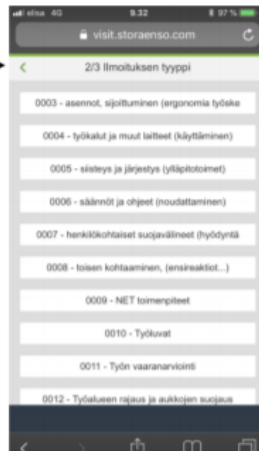 elisa 4G 9.32 97 %
visit.storaenso.com
2/3 Ilmoituksen tyyppi
0003 - asennot, sijoittuminen (ergonomia työske
0004 - työkalut ja muut laitteet (käyttäminen)
0005 - siisteys ja järjestys (ylläpitotoimet)
0006 - säännöt ja ohjeet (noudattaminen)
0007 - henkilökohtaiset suojavälineet (hyödyntä
0008 - toisen kohtaaminen, (ensireaktiot...)
0009 - NET toimenpiteet
0010 - Työluvat
0011 - Työn vaaranarviointi
0012 - Työalueen rajaus ja aukkojen suojaus